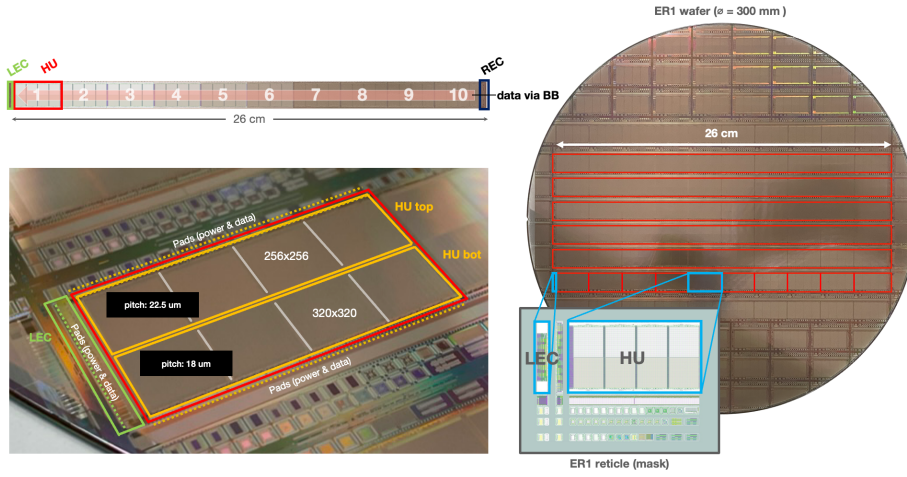 ER1 wafer (ø = 300 mm )
LEC
HU
REC
1 2 3 4 5 6 7 8 9 10
data via BB
26 cm
26 cm
Pads (power & data)
HU top
256x256
HU bot
pitch: 22.5 um
320x320
LEC
Pads (power & data)
pitch: 18 um
Pads (power & data)
LEC
HU
ER1 reticle (mask)